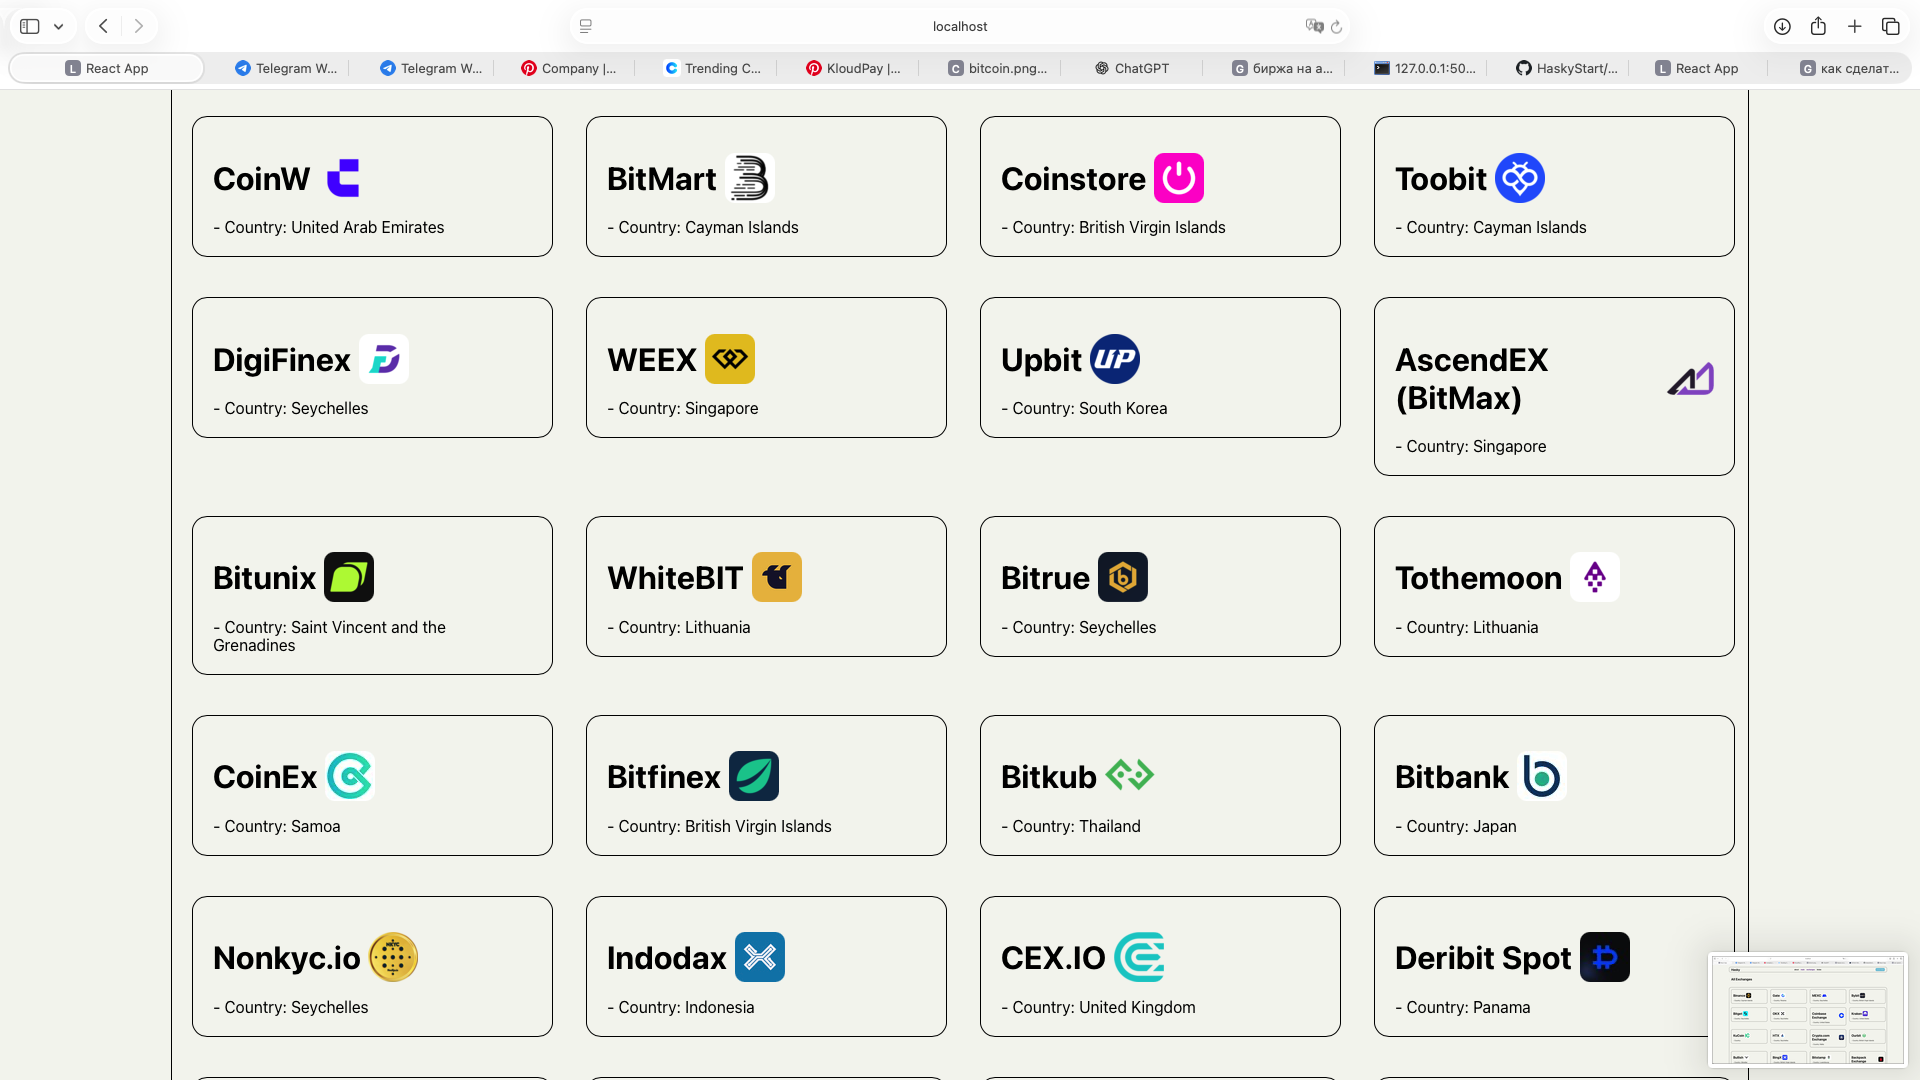 localhost
React App
Telegram W...
Telegram W...
Company |...
Trending C...
KloudPay |...
bitcoin.png...
ChatGPT
биржа на а...
127.0.0.1:50...
HaskyStart/...
React App
как сделат...
CoinW
- Country: United Arab Emirates
BitMart
- Country: Cayman Islands
Coinstore
- Country: British Virgin Islands
Toobit
- Country: Cayman Islands
DigiFinex
- Country: Seychelles
WEEX
- Country: Singapore
Upbit
- Country: South Korea
AscendEX
(BitMax)
- Country: Singapore
Bitunix
- Country: Saint Vincent and the
Grenadines
WhiteBIT
- Country: Lithuania
Bitrue
- Country: Seychelles
Tothemoon
- Country: Lithuania
CoinEx
- Country: Samoa
Bitfinex
- Country: British Virgin Islands
Bitkub
- Country: Thailand
Bitbank
- Country: Japan
Nonkyc.io
- Country: Seychelles
Indodax
- Country: Indonesia
CEX.IO
- Country: United Kingdom
Deribit Spot
- Country: Panama